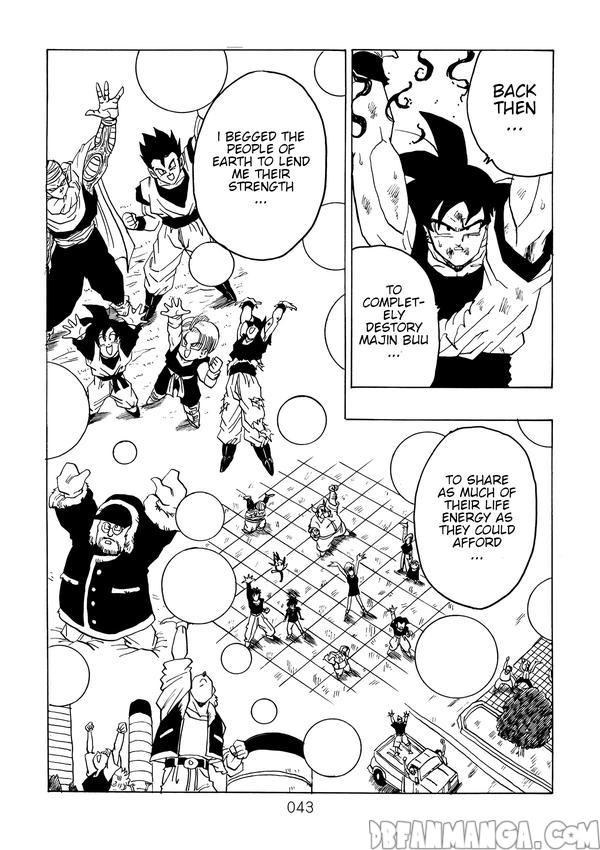 BACK
THEN
...
TO
COMPLET-
ELY
DESTORY
MAJIN BUU
...
I BEGGED THE
PEOPLE OF
EARTH TO LEND
ME THEIR
STRENGTH
...
TO SHARE
AS MUCH OF
THEIR LIFE
ENERGY AS
THEY COULD
AFFORD
...
043
DBFANMANGA.COM